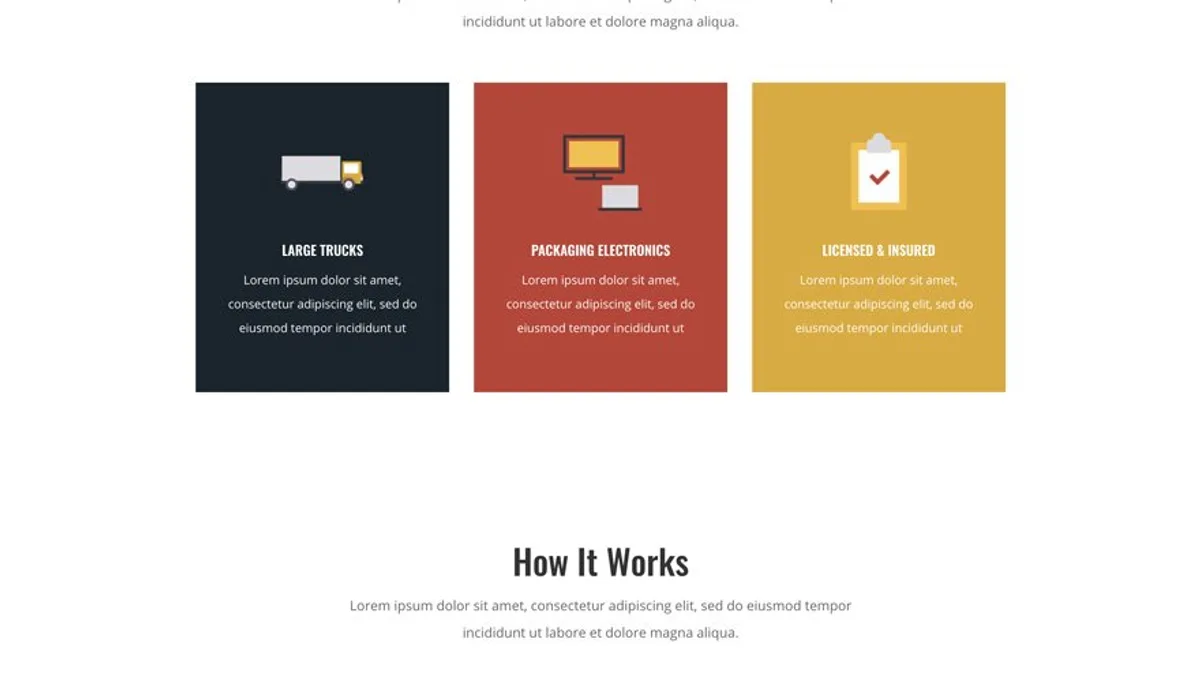 incididunt ut labore et dolore magna aliqua.
LARGE TRUCKS
Lorem ipsum dolor sit amet,
consectetur adipiscing elit, sed do
eiusmod tempor incididunt ut
PACKAGING ELECTRONICS
Lorem ipsum dolor sit amet,
consectetur adipiscing elit, sed do
eiusmod tempor incididunt ut
LICENSED & INSURED
Lorem ipsum dolor sit amet,
consectetur adipiscing elit, sed do
eiusmod tempor incididunt ut
How It Works
Lorem ipsum dolor sit amet, consectetur adipiscing elit, sed do eiusmod tempor
incididunt ut labore et dolore magna aliqua.